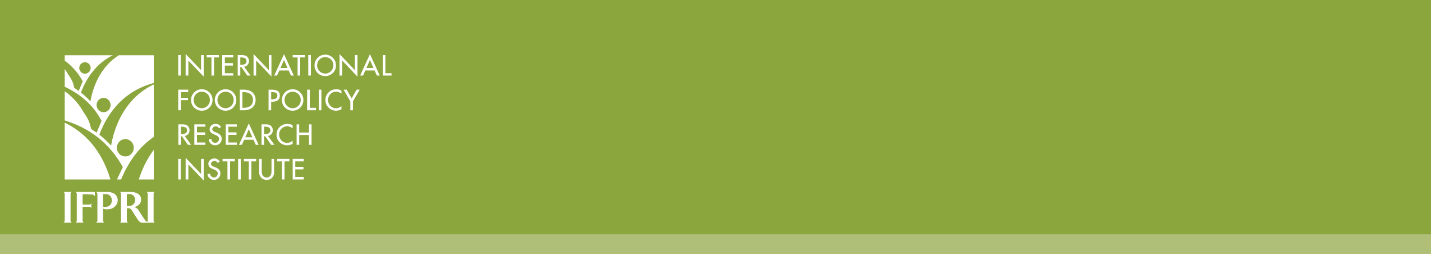 INTERNATIONAL
FOOD POLICY
RESEARCH
INSTITUTE
IFPRI